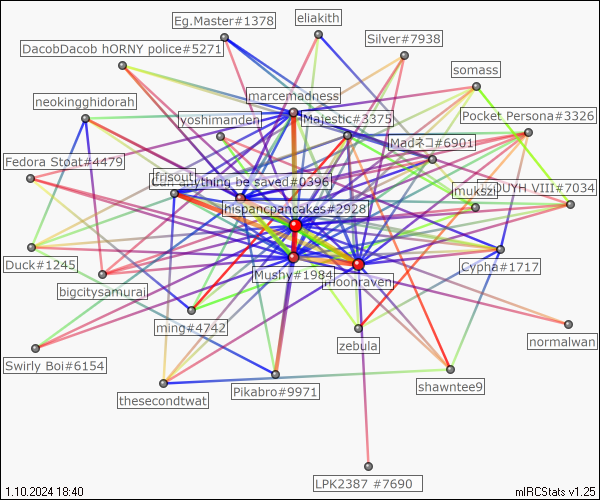 Eg.Master#1378
eliakith
Silver#7938
DacobDacob hORNY police#5271
somass
marcemadness
neokingghidorah
yoshimanden
Majestic#3375
Pocket Persona#3326
Madネコ#6901
Fedora Stoat#4479
frisout
can anything be saved#0396
muksz
DUYH VIII#7034
hispancpancakes#2928
Duck#1245
Mushy#1984
moonraven
Cypha#1717
bigcitysamurai
ming#4742
zebula
normalwan
Swirly Boi#6154
thesecondtwat
Pikabro#9971
shawntee9
LPK2387 #7690
1.10.2024 18:40
mIRCStats v1.25